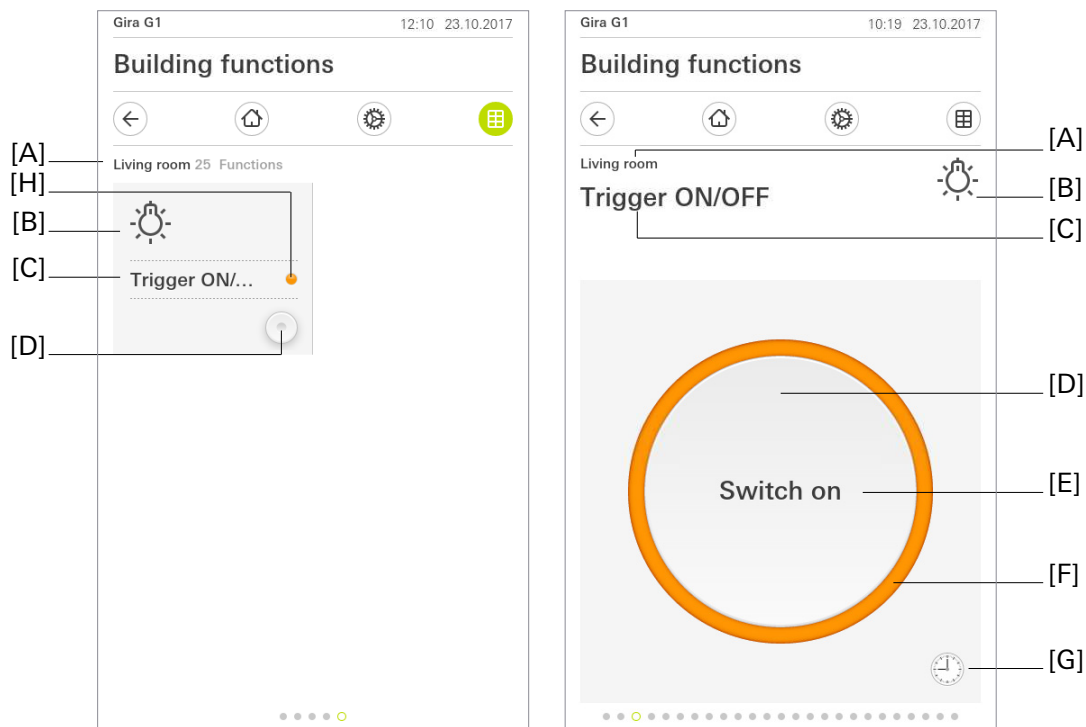 Gira G1 12:10 23.10.2017
Building functions
[A] Living room 25 Functions
[H]
[B]
[C] Trigger ON/...
[D]
Gira G1 10:19 23.10.2017
Building functions
[A]
Living room
[B]
Trigger ON/OFF
[C]
[D]
Switch on [E]
[F]
[G]